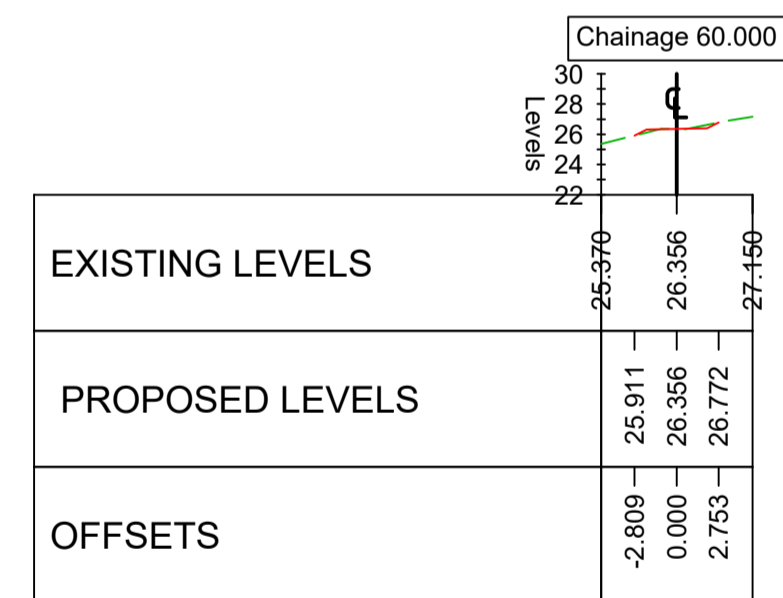 Chainage 60.000
30
28
26
24
22
Levels
℄
EXISTING LEVELS 25.370 26.356 27.150
PROPOSED LEVELS 25.911 26.356 26.772
OFFSETS -2.809 0.000 2.753